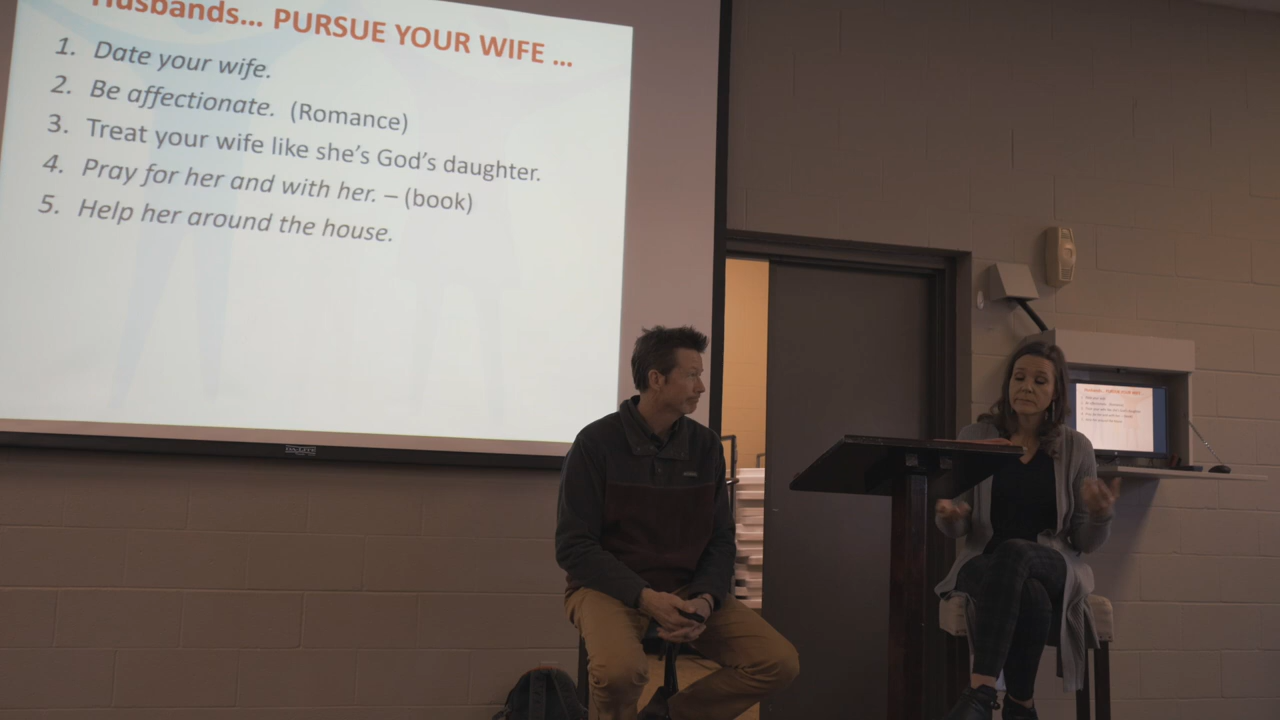 Husbands... PURSUE YOUR WIFE ...
1. Date your wife.
2. Be affectionate. (Romance)
3. Treat your wife like she's God's daughter.
4. Pray for her and with her. – (book)
5. Help her around the house.